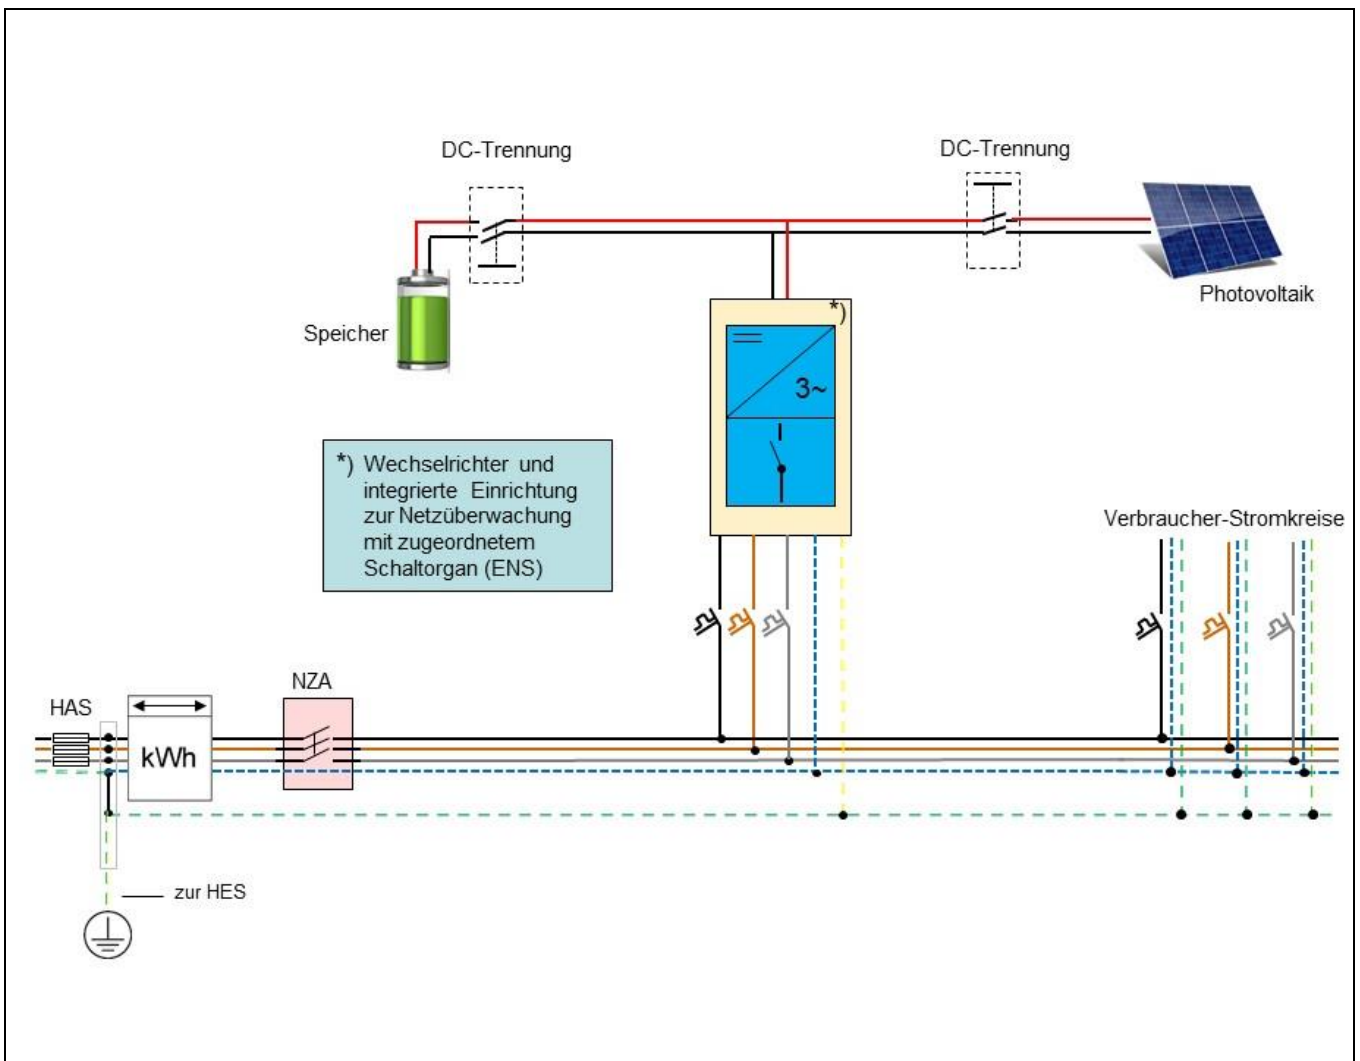 DC-Trennung
DC-Trennung
Photovoltaik
Speicher
*)
3~
*) Wechselrichter und
integrierte Einrichtung
zur Netzüberwachung
mit zugeordnetem
Schaltorgan (ENS)
Verbraucher-Stromkreise
NZA
HAS
kWh
zur HES